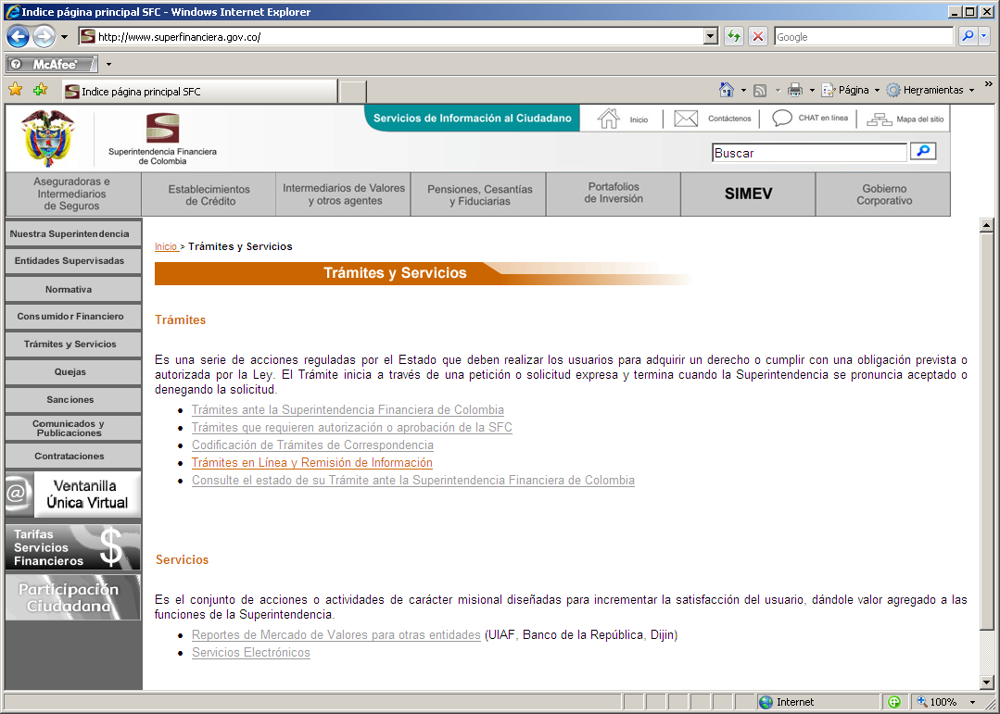 Indice página principal SFC - Windows Internet Explorer
http://www.superfinanciera.gov.co/
Google
McAfee
Indice página principal SFC
Página
Herramientas
Servicios de Información al Ciudadano
Inicio
Contáctenos
CHAT en línea
Mapa del sitio
Superintendencia Financiera
de Colombia
Buscar
Aseguradoras e
Intermediarios
de Seguros
Establecimientos
de Crédito
Intermediarios de Valores
y otros agentes
Pensiones, Cesantías
y Fiduciarias
Portafolios
de Inversión
SIMEV
Gobierno
Corporativo
Nuestra Superintendencia
Entidades Supervisadas
Normativa
Consumidor Financiero
Trámites y Servicios
Quejas
Sanciones
Comunicados y
Publicaciones
Contrataciones
@ Ventanilla
Única Virtual
Tarifas
Servicios
Financieros
$
Participación
Ciudadana
Inicio > Trámites y Servicios
Trámites y Servicios
Trámites
Es una serie de acciones reguladas por el Estado que deben realizar los usuarios para adquirir un derecho o cumplir con una obligación prevista o
autorizada por la Ley. El Trámite inicia a través de una petición o solicitud expresa y termina cuando la Superintendencia se pronuncia aceptado o
denegando la solicitud.
• Trámites ante la Superintendencia Financiera de Colombia
• Trámites que requieren autorización o aprobación de la SFC
• Codificación de Trámites de Correspondencia
• Trámites en Línea y Remisión de Información
• Consulte el estado de su Trámite ante la Superintendencia Financiera de Colombia
Servicios
Es el conjunto de acciones o actividades de carácter misional diseñadas para incrementar la satisfacción del usuario, dándole valor agregado a las
funciones de la Superintendencia.
• Reportes de Mercado de Valores para otras entidades (UIAF, Banco de la República, Dijin)
• Servicios Electrónicos
Internet
100%